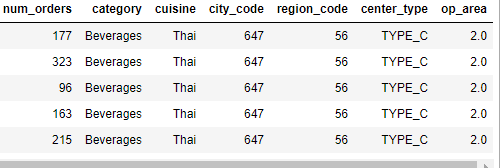 num_orders category cuisine city_code region_code center_type op_area
177 Beverages Thai 647 56 TYPE_C 2.0
323 Beverages Thai 647 56 TYPE_C 2.0
96 Beverages Thai 647 56 TYPE_C 2.0
163 Beverages Thai 647 56 TYPE_C 2.0
215 Beverages Thai 647 56 TYPE_C 2.0